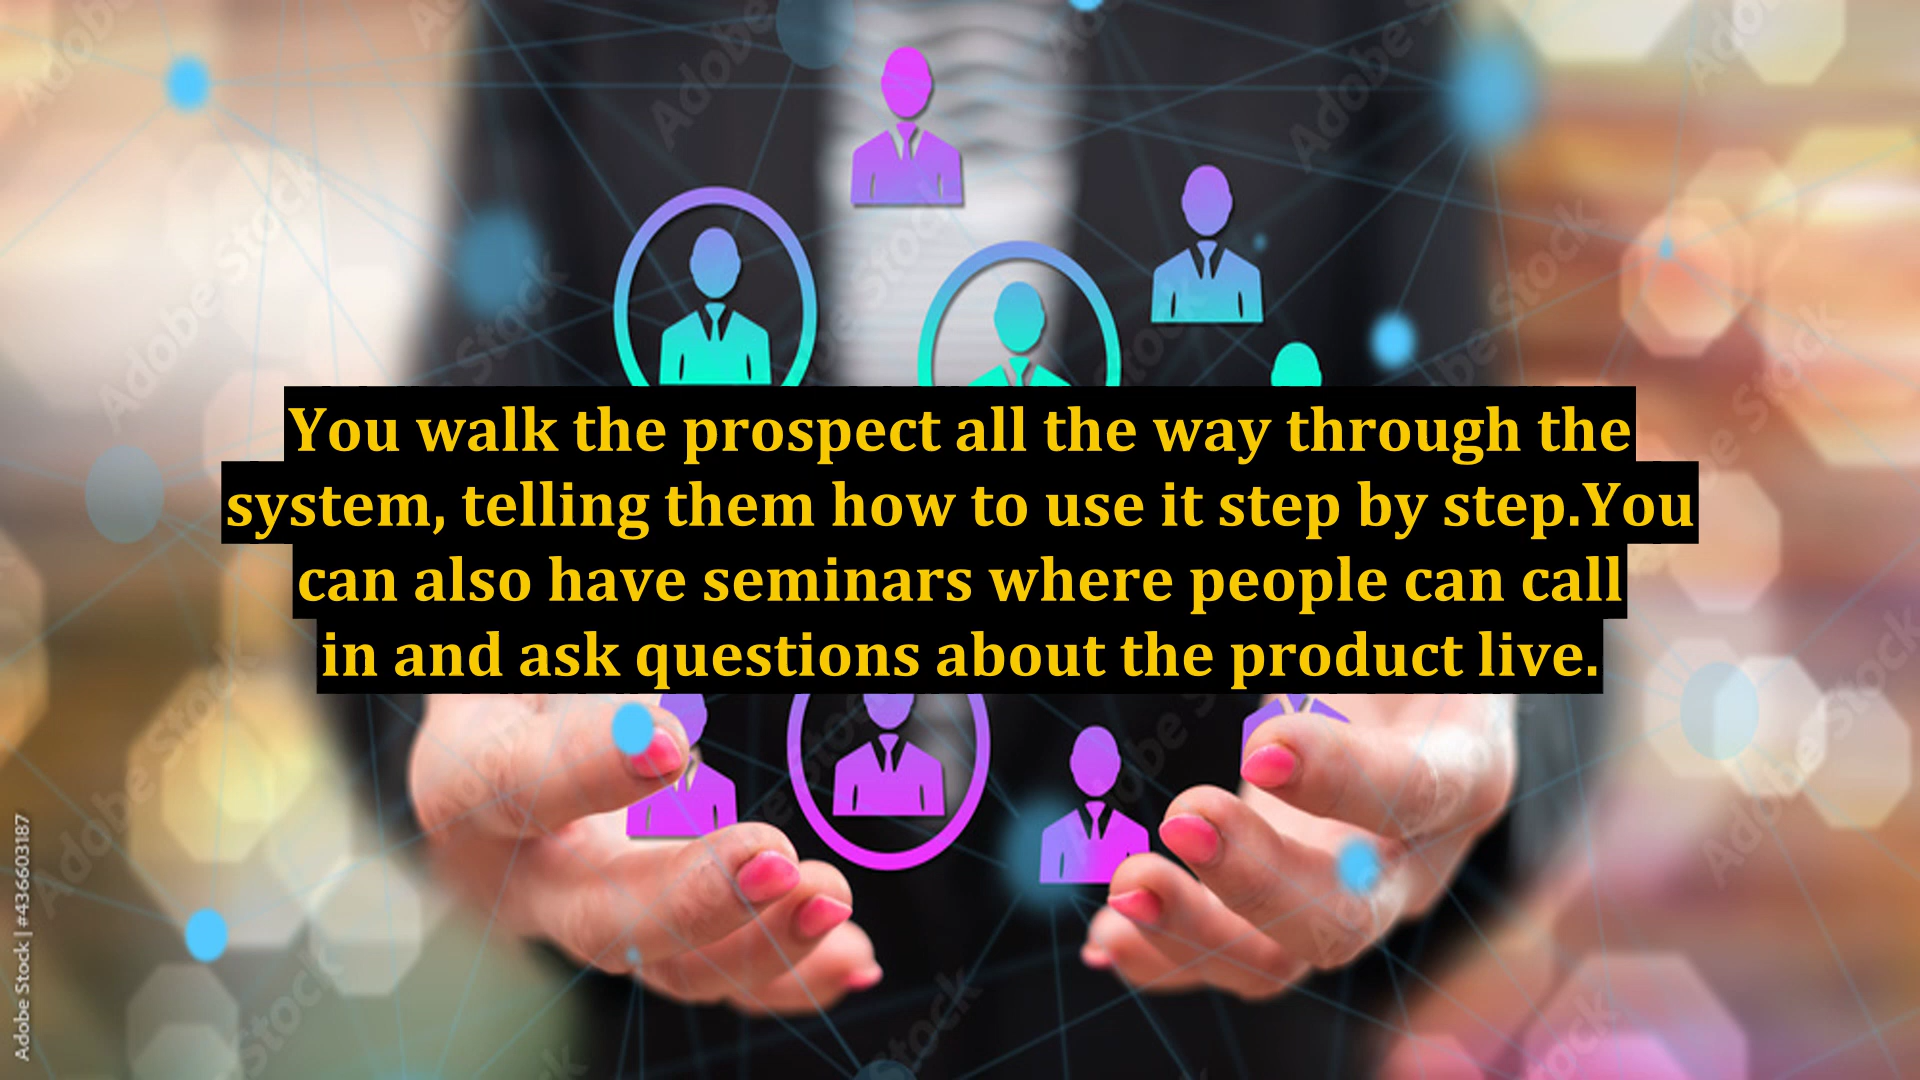 You walk the prospect all the way through the
system, telling them how to use it step by step.You
can also have seminars where people can call
in and ask questions about the product live.
Adobe Stock | #436603187
Adobe Stock